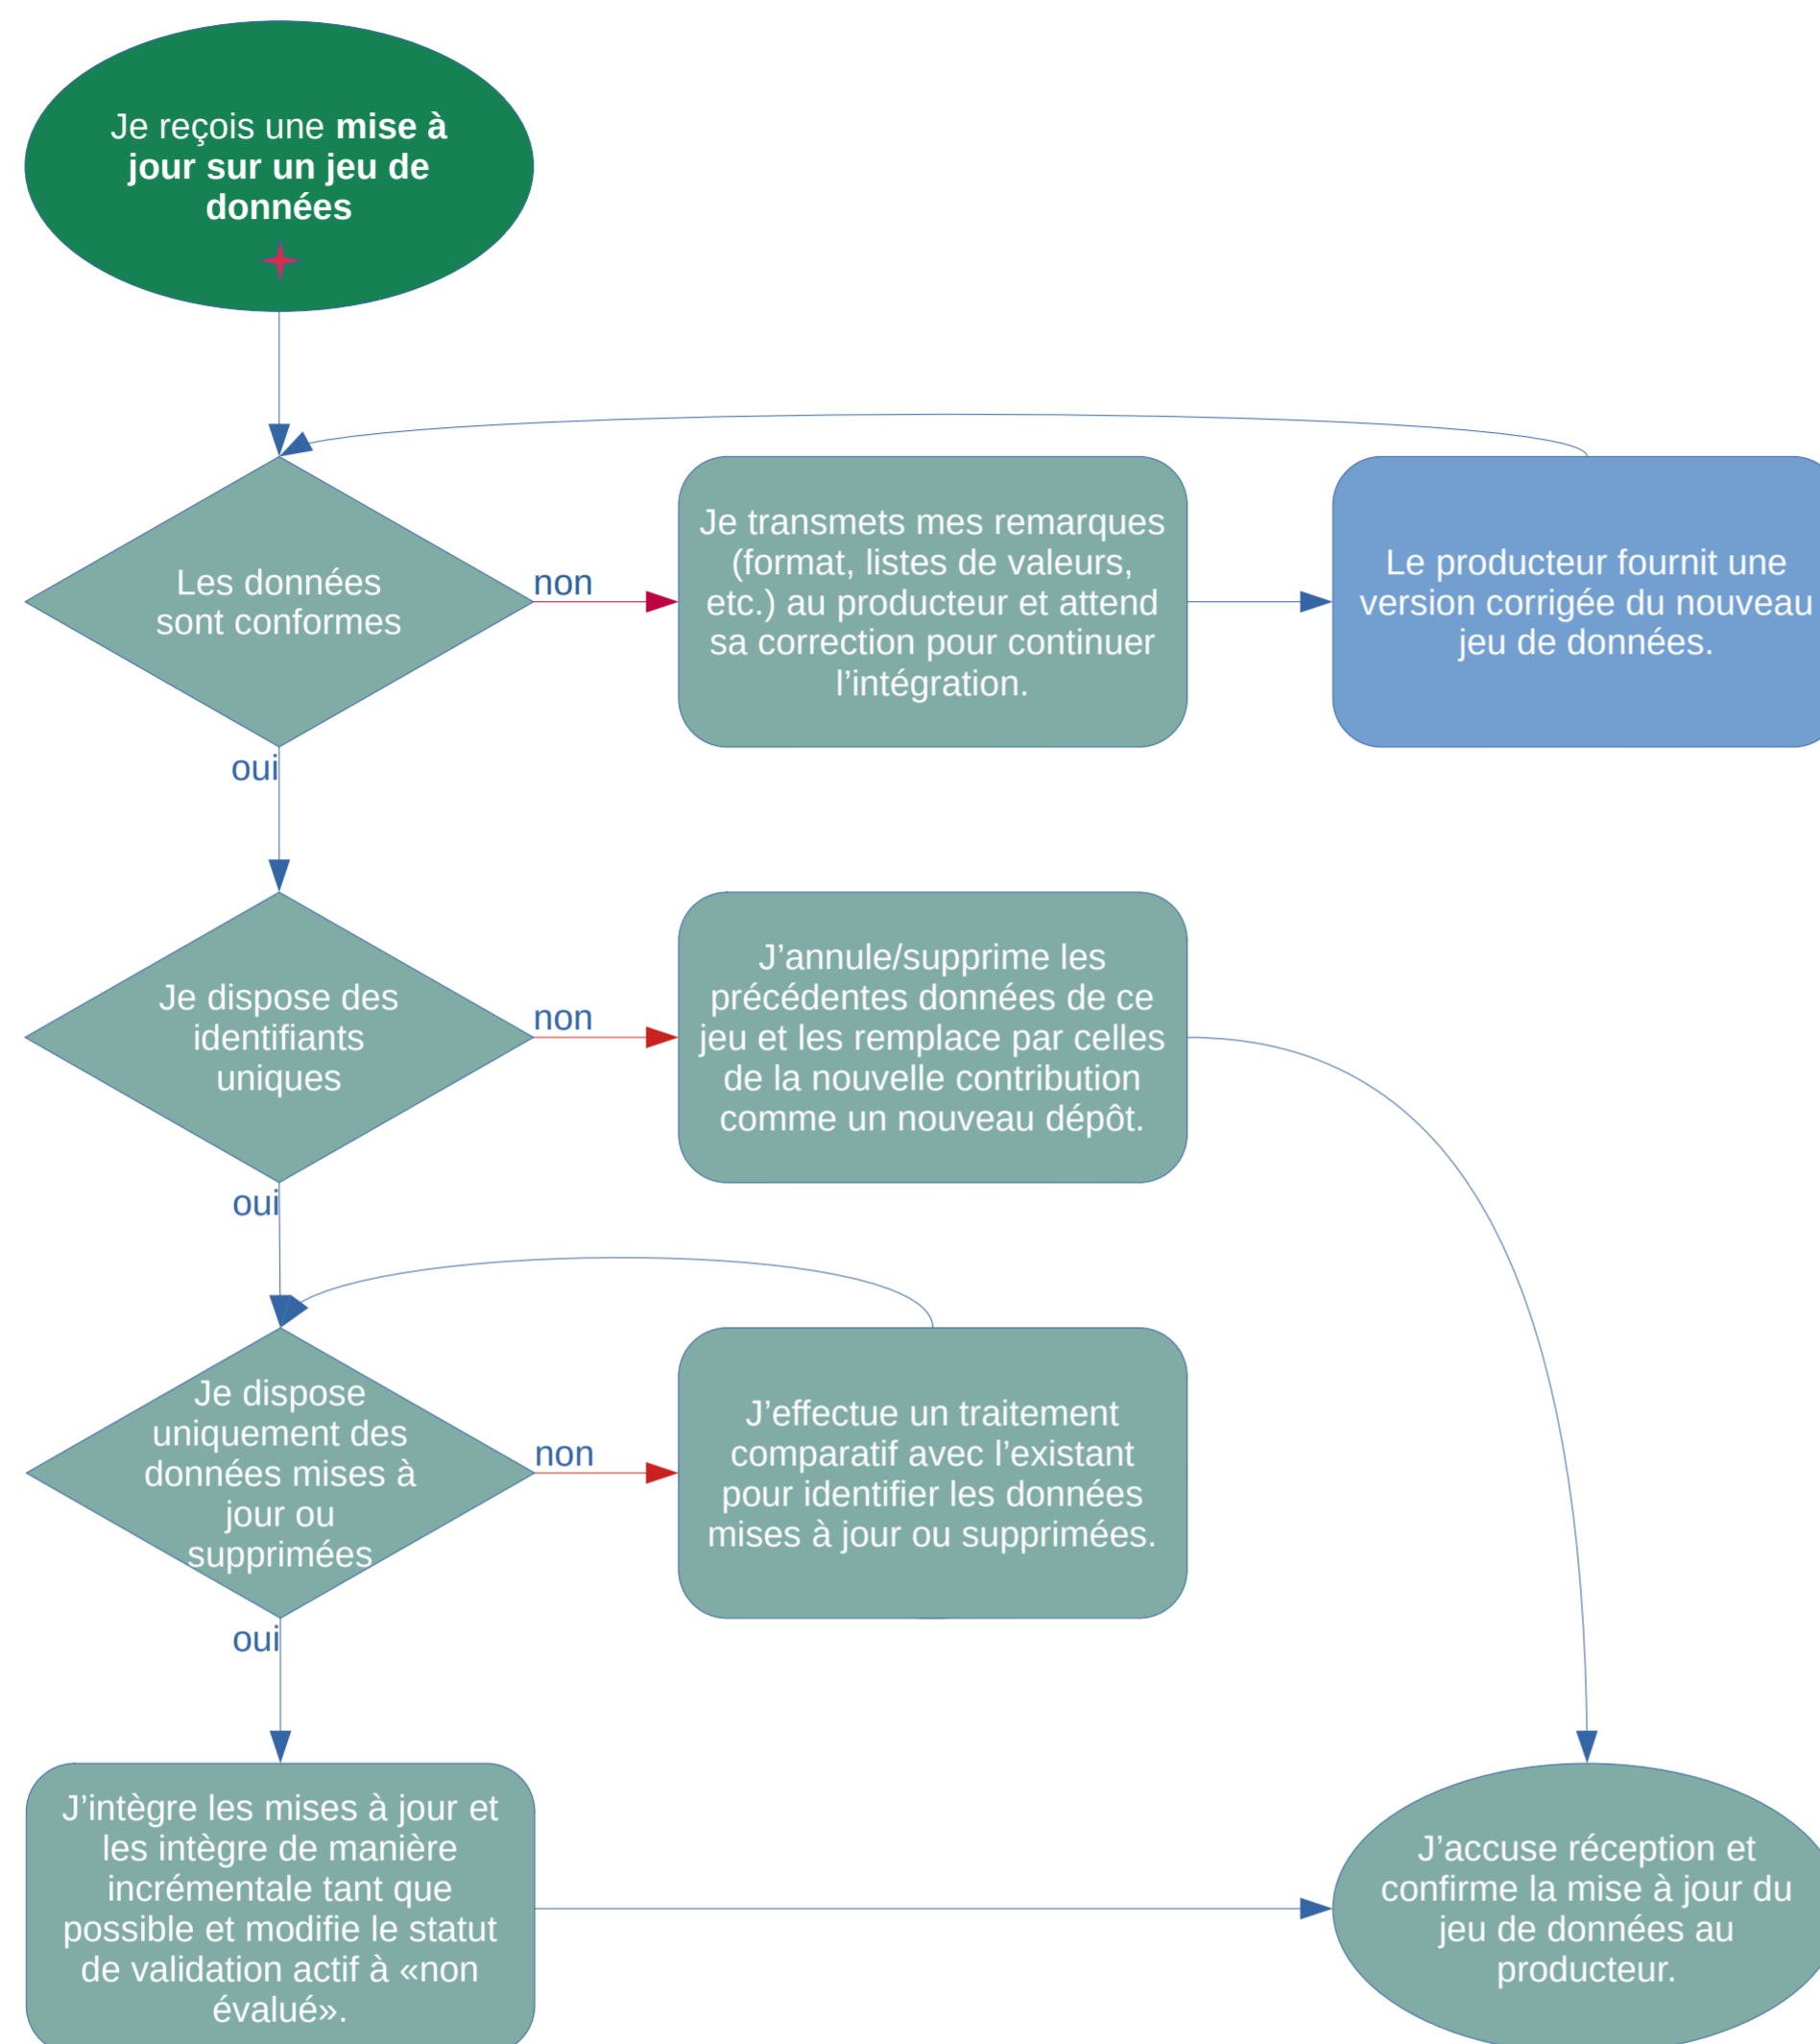 Je reçois une mise à
jour sur un jeu de
données
Les données
sont conformes
non
Je transmets mes remarques
(format, listes de valeurs,
etc.) au producteur et attend
sa correction pour continuer
l’intégration.
Le producteur fournit une
version corrigée du nouveau
jeu de données.
oui
Je dispose des
identifiants
uniques
non
J’annule/supprime les
précédentes données de ce
jeu et les remplace par celles
de la nouvelle contribution
comme un nouveau dépôt.
oui
Je dispose
uniquement des
données mises à
jour ou
supprimées
non
J’effectue un traitement
comparatif avec l’existant
pour identifier les données
mises à jour ou supprimées.
oui
J’intègre les mises à jour et
les intègre de manière
incrémentale tant que
possible et modifie le statut
de validation actif à «non
évalué».
J’accuse réception et
confirme la mise à jour du
jeu de données au
producteur.